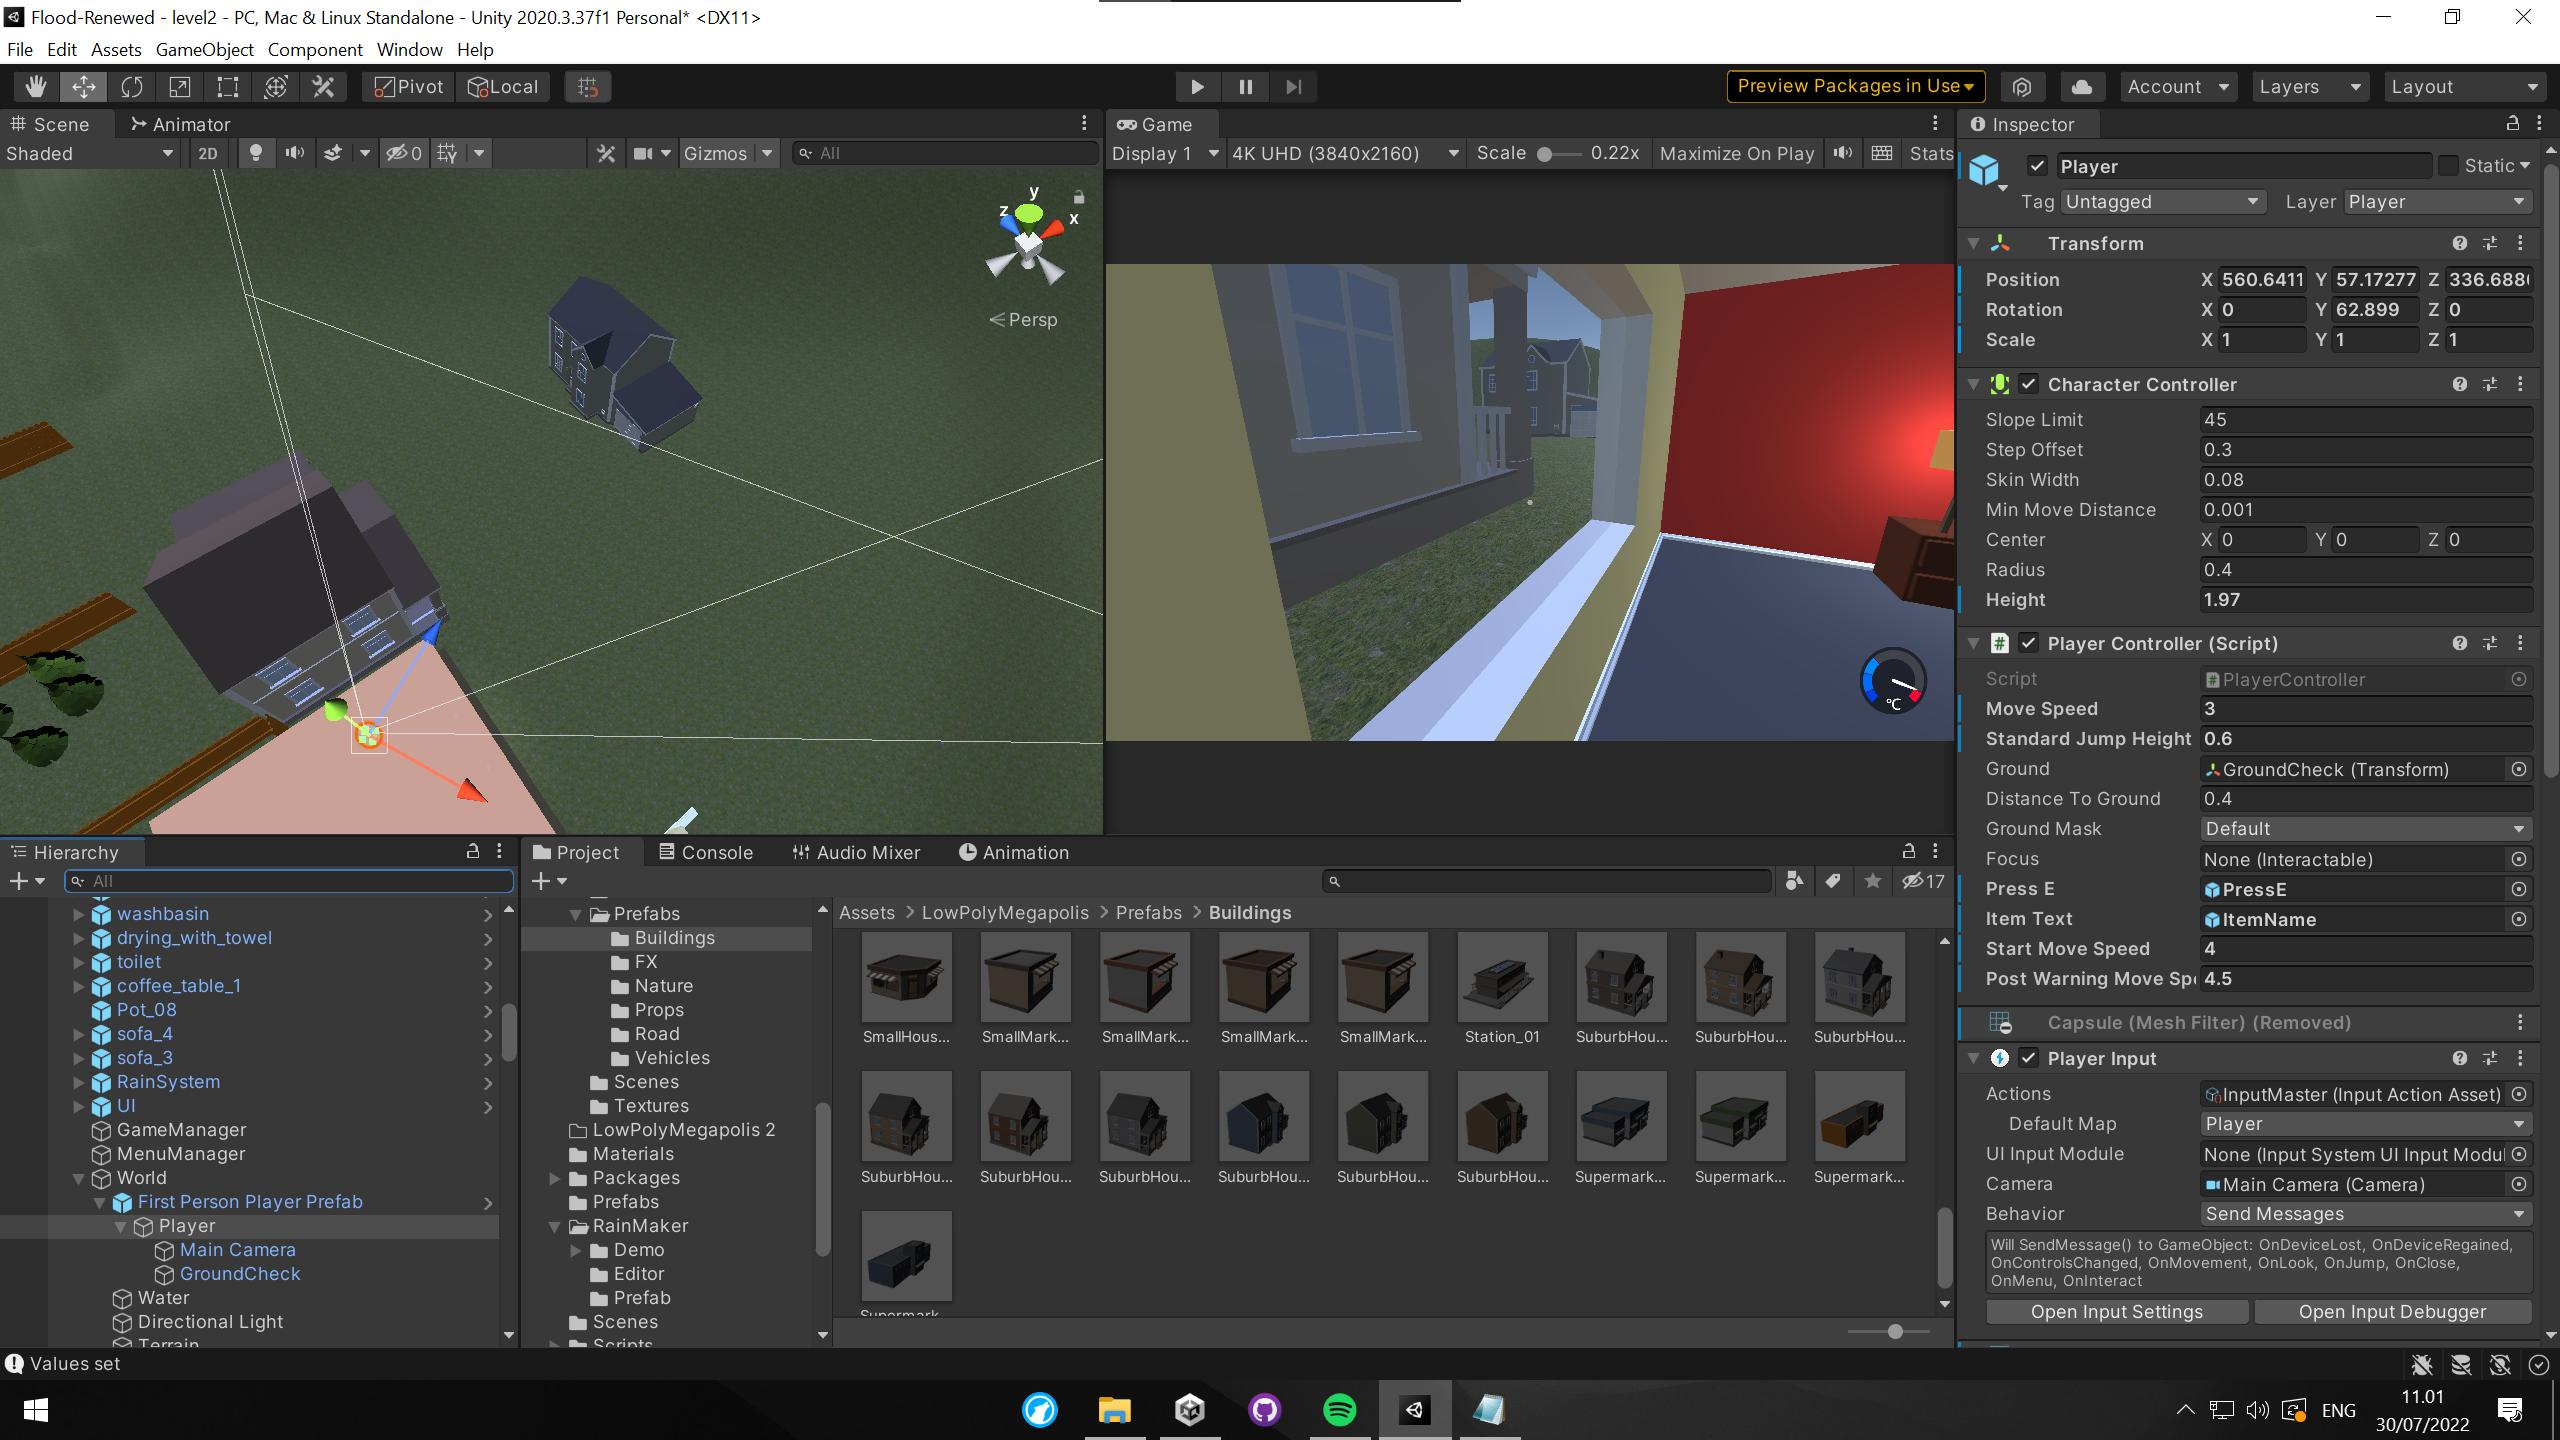 Flood-Renewed - level2 - PC, Mac & Linux Standalone - Unity 2020.3.37f1 Personal* <DX11>
File Edit Assets GameObject Component Window Help
Pivot Local Preview Packages in Use Account Layers Layout
Scene Animator
Shaded 2D 0 Gizmos All
y
z x
Persp
Game
Display 1 4K UHD (3840x2160) Scale 0.22x Maximize On Play Stats
°C
Inspector
Player Static
Tag Untagged Layer Player
Transform
Position X 560.6411 Y 57.17277 Z 336.688
Rotation X 0 Y 62.899 Z 0
Scale X 1 Y 1 Z 1
Character Controller
Slope Limit 45
Step Offset 0.3
Skin Width 0.08
Min Move Distance 0.001
Center X 0 Y 0 Z 0
Radius 0.4
Height 1.97
Player Controller (Script)
Script PlayerController
Move Speed 3
Standard Jump Height 0.6
Ground GroundCheck (Transform)
Distance To Ground 0.4
Ground Mask Default
Focus None (Interactable)
Press E PressE
Item Text ItemName
Start Move Speed 4
Post Warning Move Spe 4.5
Capsule (Mesh Filter) (Removed)
Player Input
Actions InputMaster (Input Action Asset)
Default Map Player
UI Input Module None (Input System UI Input Modul
Camera Main Camera (Camera)
Behavior Send Messages
Will SendMessage() to GameObject: OnDeviceLost, OnDeviceRegained,
OnControlsChanged, OnMovement, OnLook, OnJump, OnClose,
OnMenu, OnInteract
Open Input Settings Open Input Debugger
Hierarchy
All
washbasin
drying_with_towel
toilet
coffee_table_1
Pot_08
sofa_4
sofa_3
RainSystem
UI
GameManager
MenuManager
World
First Person Player Prefab
Player
Main Camera
GroundCheck
Water
Directional Light
Terrain
Project Console Audio Mixer Animation
17
Prefabs
Buildings
FX
Nature
Props
Road
Vehicles
Scenes
Textures
LowPolyMegapolis 2
Materials
Packages
Prefabs
RainMaker
Demo
Editor
Prefab
Scenes
Scripts
Assets > LowPolyMegapolis > Prefabs > Buildings
SmallHous... SmallMark... SmallMark... SmallMark... SmallMark... Station_01 SuburbHou... SuburbHou... SuburbHou...
SuburbHou... SuburbHou... SuburbHou... SuburbHou... SuburbHou... SuburbHou... Supermark... Supermark... Supermark...
Supermark...
Values set
ENG
11.01
30/07/2022